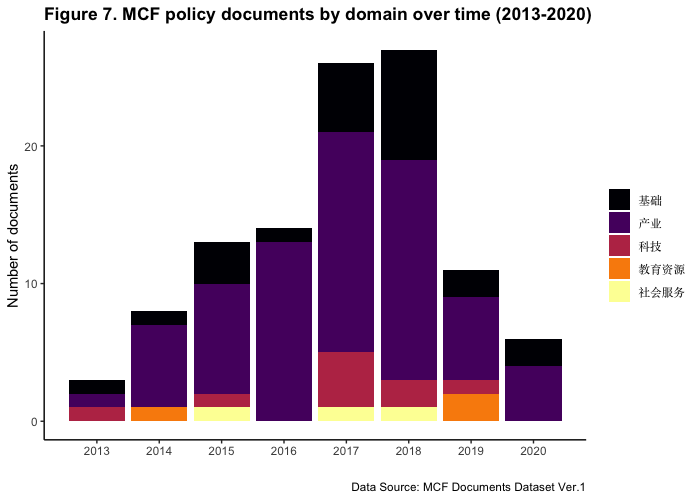 Figure 7. MCF policy documents by domain over time (2013-2020)
Number of documents
20
10
0
2013 2014 2015 2016 2017 2018 2019 2020
基础
产业
科技
教育资源
社会服务
Data Source: MCF Documents Dataset Ver.1